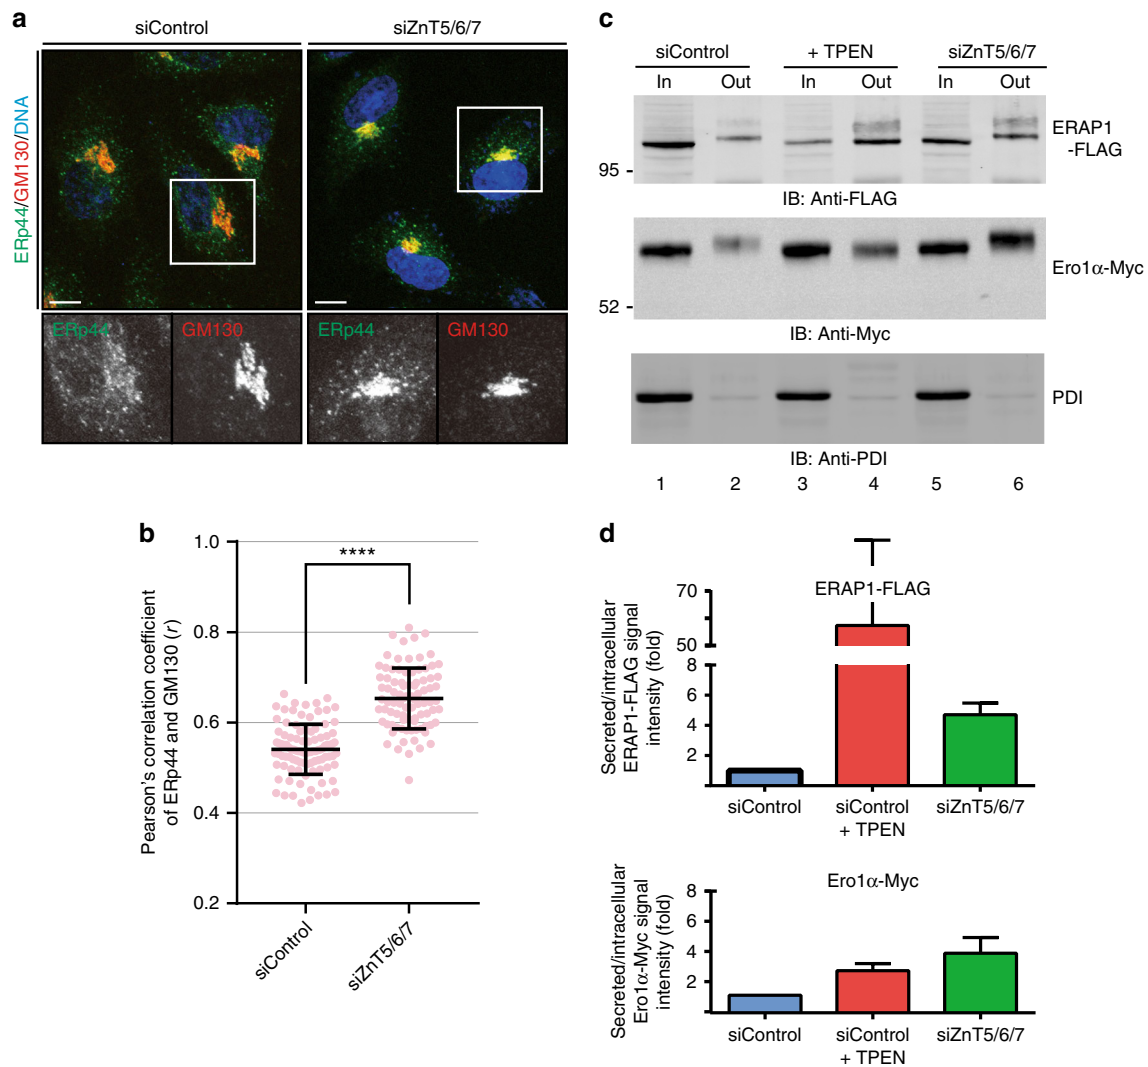 a
siControl
siZnT5/6/7
ERp44/GM130/DNA
ERp44
GM130
ERp44
GM130
b
Pearson's correlation coefficient
of ERp44 and GM130 (r)
1.0
0.8
0.6
0.4
0.2
****
siControl
siZnT5/6/7
c
siControl
+ TPEN
siZnT5/6/7
In
Out
In
Out
In
Out
ERAP1
-FLAG
95
IB: Anti-FLAG
Ero1α-Myc
52
IB: Anti-Myc
PDI
IB: Anti-PDI
1
2
3
4
5
6
d
Secreted/intracellular
ERAP1-FLAG signal
intensity (fold)
ERAP1-FLAG
70
50
8
6
4
2
siControl
siControl
+ TPEN
siZnT5/6/7
Secreted/intracellular
Ero1α-Myc signal
intensity (fold)
Ero1α-Myc
8
6
4
2
siControl
siControl
+ TPEN
siZnT5/6/7